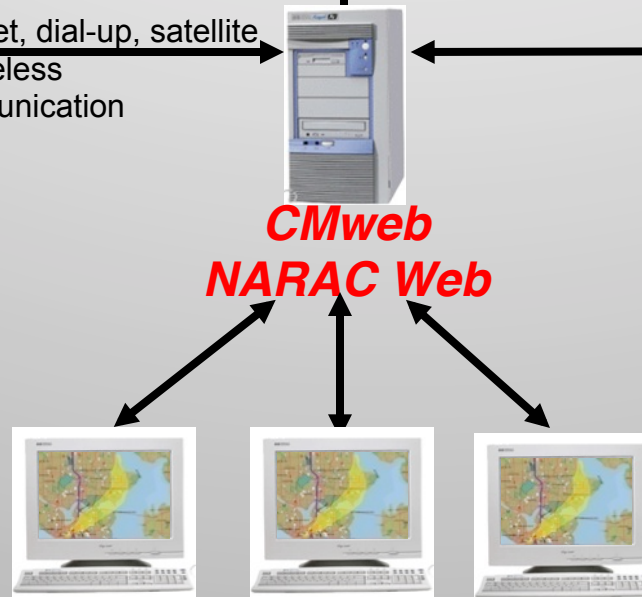 et, dial-up, satellite
eless
unication
CMweb
NARAC Web